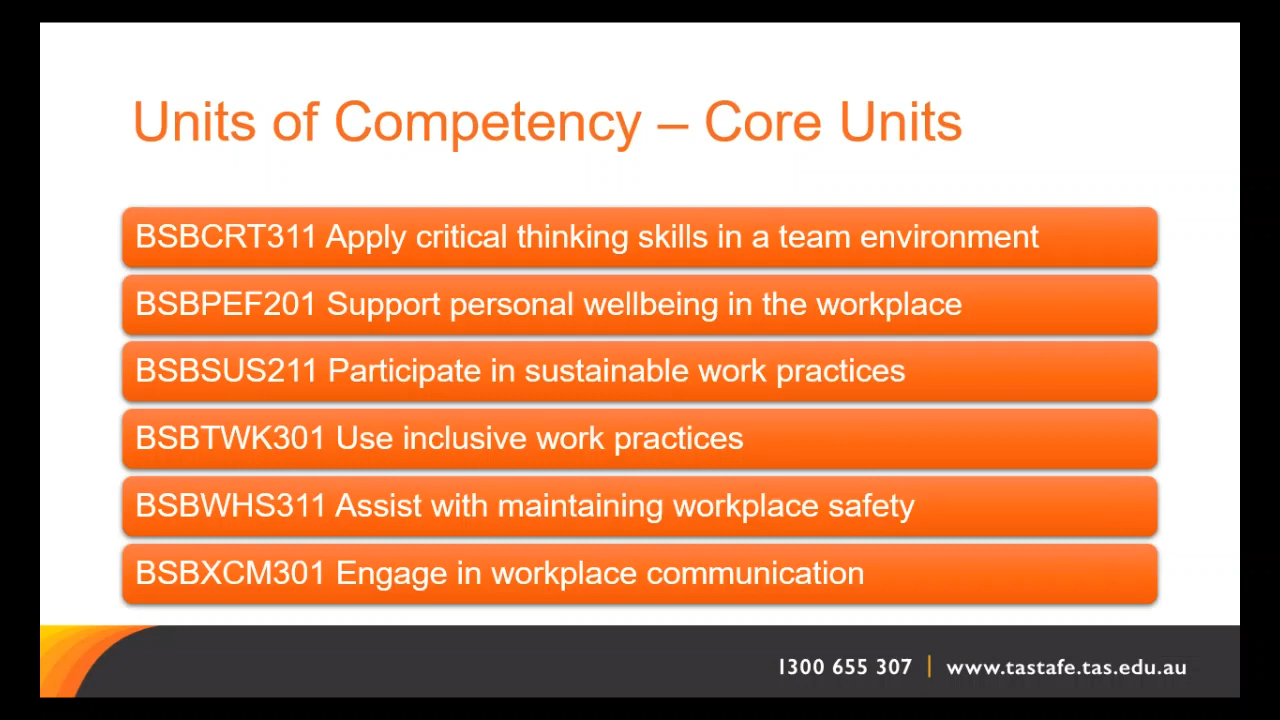 Units of Competency – Core Units
BSBCRT311 Apply critical thinking skills in a team environment
BSBPEF201 Support personal wellbeing in the workplace
BSBSUS211 Participate in sustainable work practices
BSBTWK301 Use inclusive work practices
BSBWHS311 Assist with maintaining workplace safety
BSBXCM301 Engage in workplace communication
1300 655 307 | www.tastafe.tas.edu.au